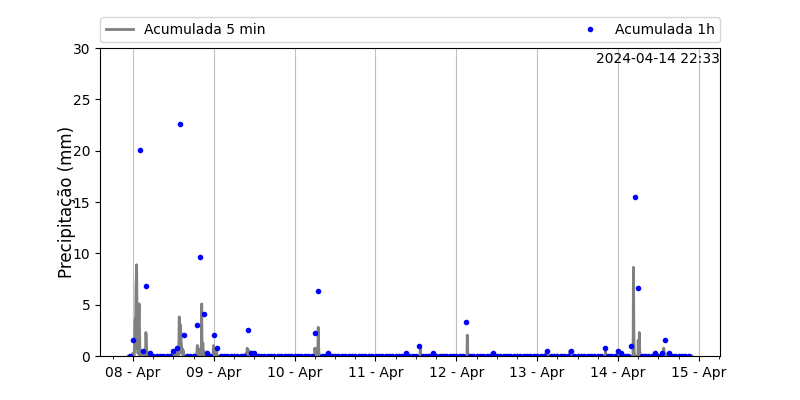 Acumulada 5 min
Acumulada 1h
2024-04-14 22:33
Precipitação (mm)
30
25
20
15
10
5
0
08 - Apr
09 - Apr
10 - Apr
11 - Apr
12 - Apr
13 - Apr
14 - Apr
15 - Apr